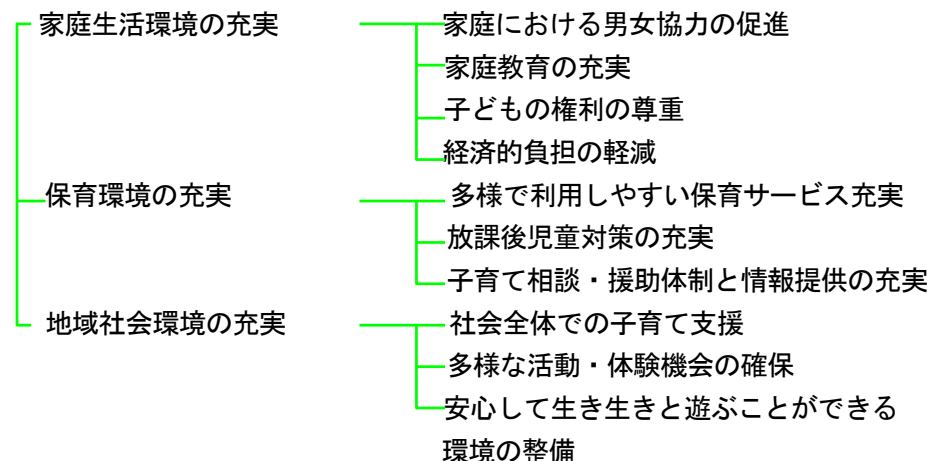 家庭生活環境の充実
家庭における男女協力の促進
家庭教育の充実
子どもの権利の尊重
経済的負担の軽減
保育環境の充実
多様で利用しやすい保育サービス充実
放課後児童対策の充実
子育て相談・援助体制と情報提供の充実
地域社会環境の充実
社会全体での子育て支援
多様な活動・体験機会の確保
安心して生き生きと遊ぶことができる
環境の整備